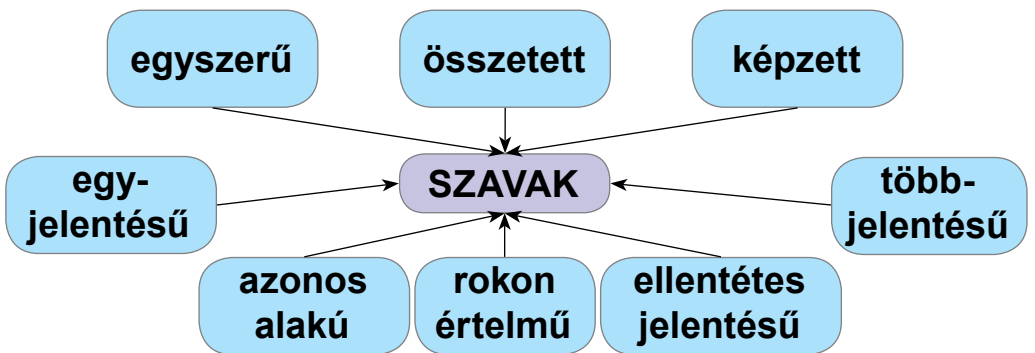 egyszerű
összetett
képzett
egy-
jelentésű
SZAVAK
több-
jelentésű
azonos
alakú
rokon
értelmű
ellentétes
jelentésű